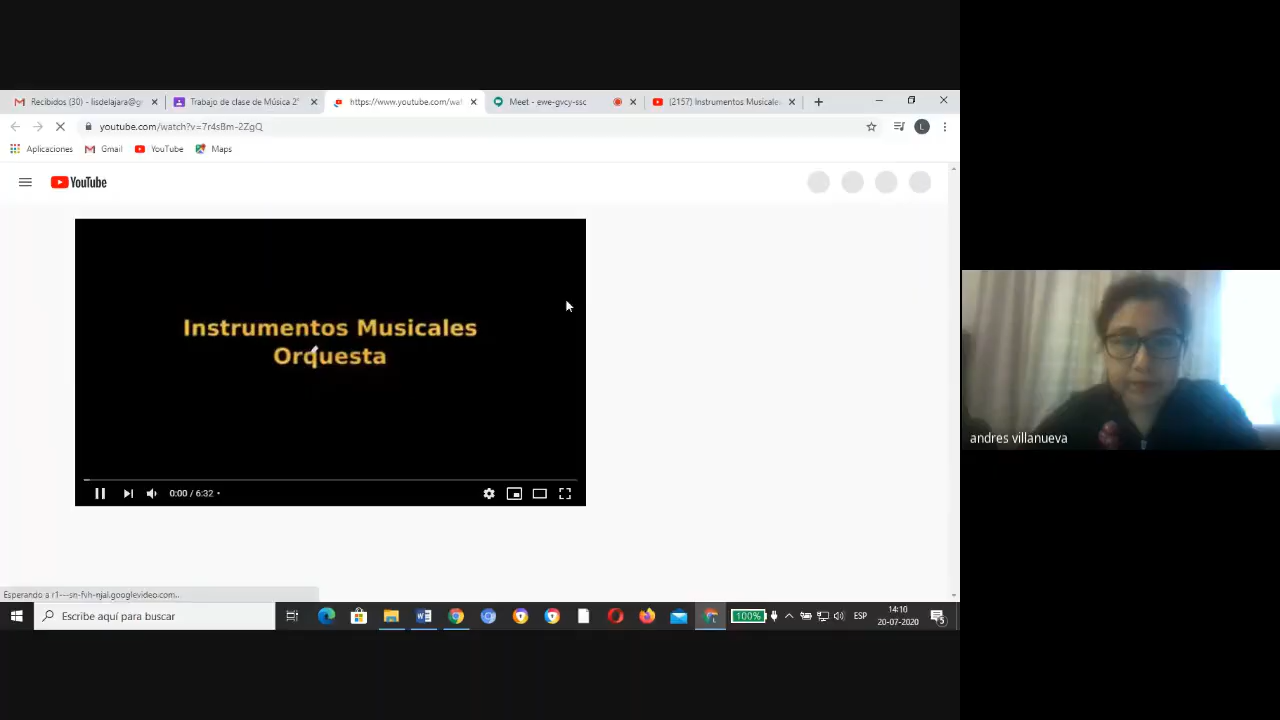 Recibidos (30) - lisdelajara@g
Trabajo de clase de Música 2°
https://www.youtube.com/wat
Meet - ewe-gvcy-ssc
(2157) Instrumentos Musicales
youtube.com/watch?v=7r4sBm-2ZgQ
Aplicaciones
Gmail
YouTube
Maps
YouTube
Instrumentos Musicales
Orquesta
0:00 / 6:32
andres villanueva
Esperando a r1---sn-fvh-njal.googlevideo.com...
Escribe aquí para buscar
100%
ESP
14:10
20-07-2020
5